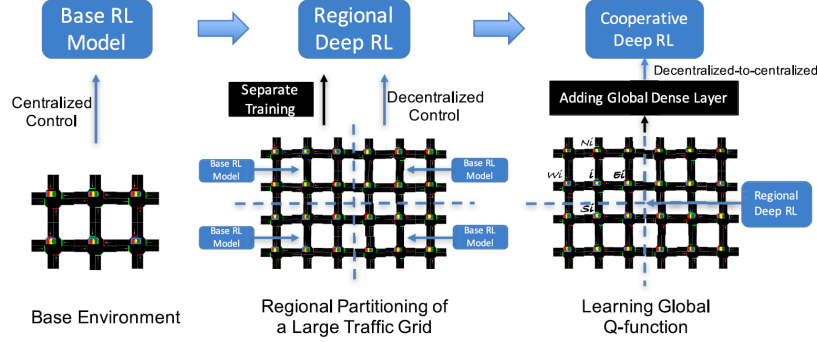 Base RL
Model
Regional
Deep RL
Cooperative
Deep RL
Centralized
Control
Separate
Training
Decentralized
Control
Decentralized-to-centralized
Adding Global Dense Layer
Base RL
Model
Base RL
Model
Base RL
Model
Base RL
Model
Ni
Wi
i
Ei
Si
Regional
Deep RL
Base Environment
Regional Partitioning of
a Large Traffic Grid
Learning Global
Q-function